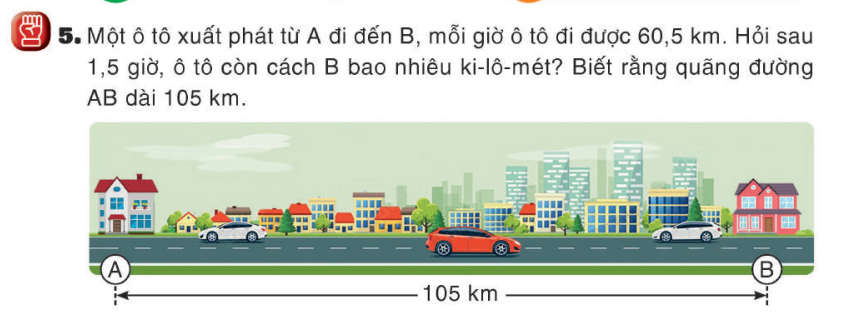 5. Một ô tô xuất phát từ A đi đến B, mỗi giờ ô tô đi được 60,5 km. Hỏi sau
1,5 giờ, ô tô còn cách B bao nhiêu ki-lô-mét? Biết rằng quãng đường
AB dài 105 km.
A B
105 km